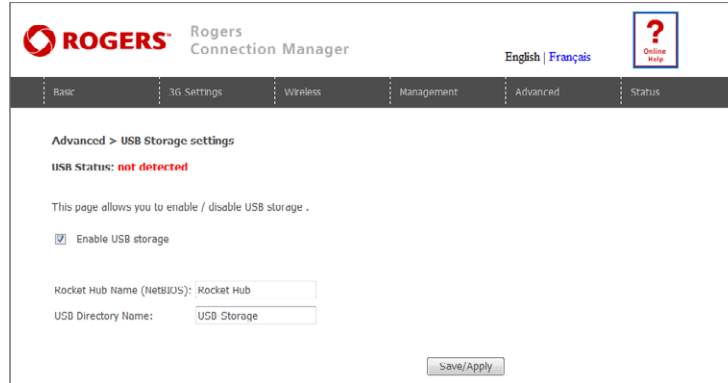 ROGERS™ Rogers
Connection Manager
English | Français
?
Online
Help
Basic 3G Settings Wireless Management Advanced Status
Advanced > USB Storage settings
USB Status: not detected
This page allows you to enable / disable USB storage .
Enable USB storage
Rocket Hub Name (NetBIOS): Rocket Hub
USB Directory Name: USB-Storage
Save/Apply